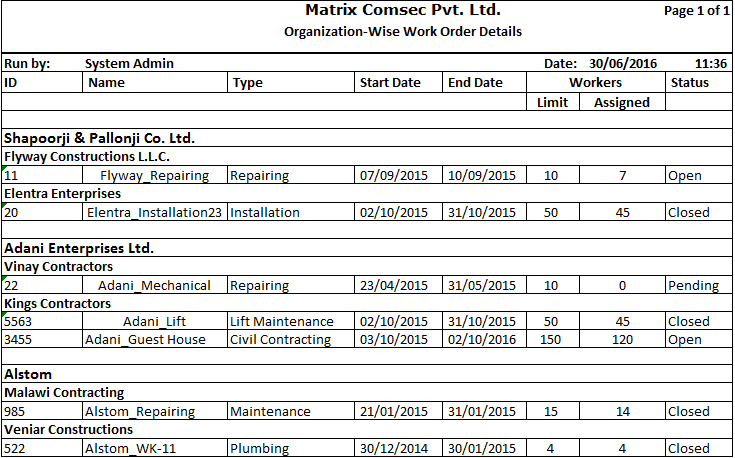 Matrix Comsec Pvt. Ltd. Page 1 of 1
Organization-Wise Work Order Details
Run by: System Admin Date: 30/06/2016 11:36
ID Name Type Start Date End Date Workers Status
Limit Assigned
Shapoorji & Pallonji Co. Ltd.
Flyway Constructions L.L.C.
11 Flyway_Repairing Repairing 07/09/2015 10/09/2015 10 7 Open
Elentra Enterprises
20 Elentra_Installation23 Installation 02/10/2015 31/10/2015 50 45 Closed
Adani Enterprises Ltd.
Vinay Contractors
22 Adani_Mechanical Repairing 23/04/2015 31/05/2015 10 0 Pending
Kings Contractors
5563 Adani_Lift Lift Maintenance 02/10/2015 31/10/2015 50 45 Closed
3455 Adani_Guest House Civil Contracting 03/10/2015 02/10/2016 150 120 Open
Alstom
Malawi Contracting
985 Alstom_Repairing Maintenance 21/01/2015 31/01/2015 15 14 Closed
Veniar Constructions
522 Alstom_WK-11 Plumbing 30/12/2014 30/01/2015 4 4 Closed